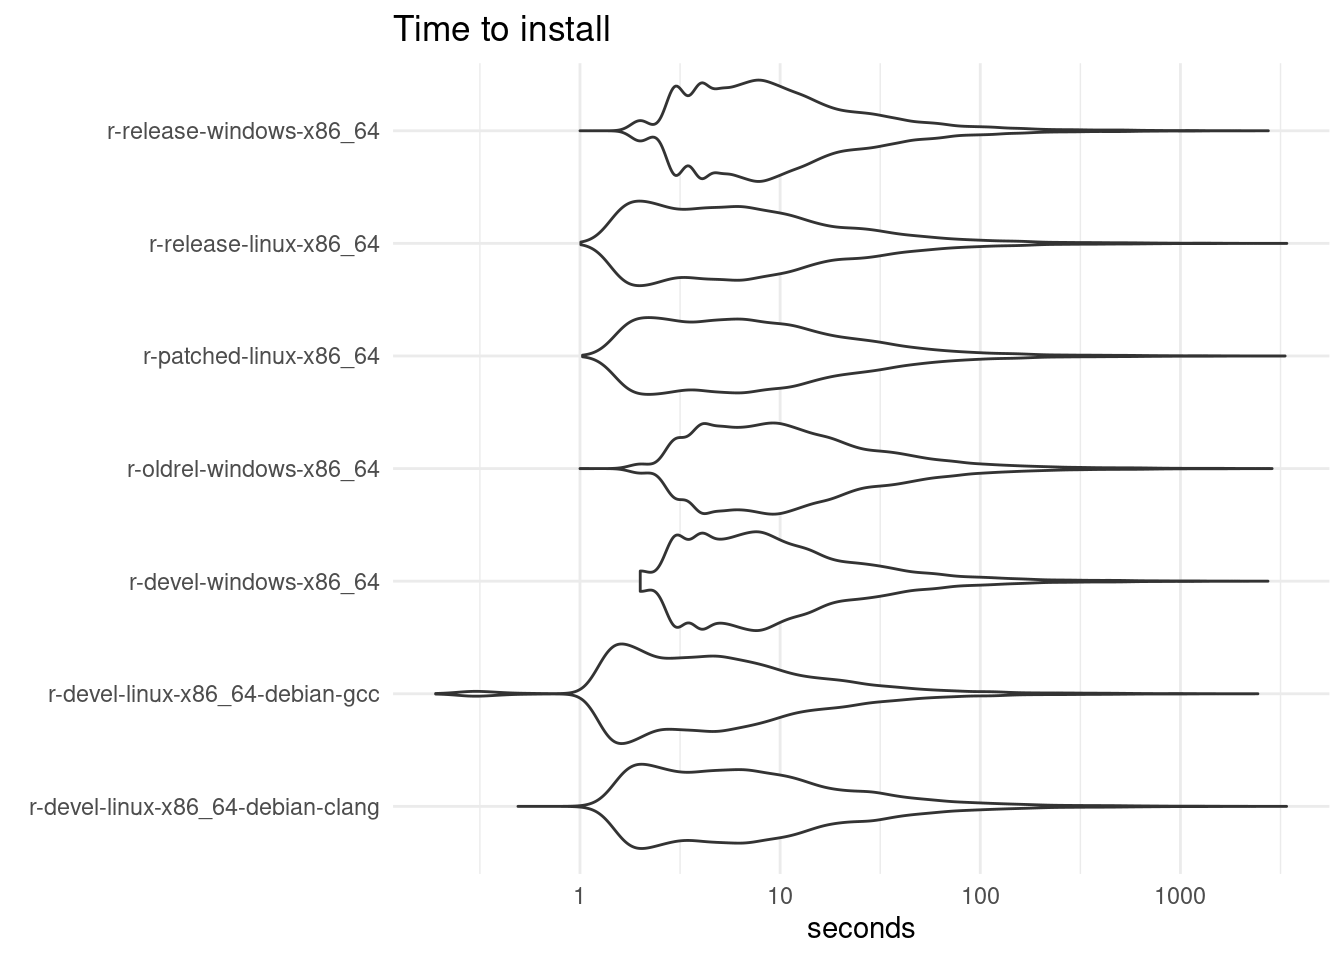 Time to install
r-release-windows-x86_64
r-release-linux-x86_64
r-patched-linux-x86_64
r-oldrel-windows-x86_64
r-devel-windows-x86_64
r-devel-linux-x86_64-debian-gcc
r-devel-linux-x86_64-debian-clang
1 10 100 1000
seconds